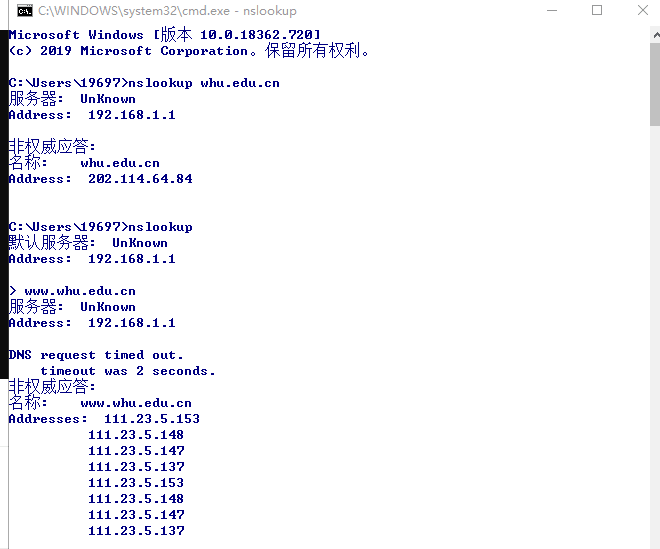 C:\WINDOWS\system32\cmd.exe - nslookup
Microsoft Windows [版本 10.0.18362.720]
(c) 2019 Microsoft Corporation。保留所有权利。
C:\Users\19697>nslookup whu.edu.cn
服务器:  UnKnown
Address:  192.168.1.1
非权威应答:
名称:    whu.edu.cn
Address:  202.114.64.84
C:\Users\19697>nslookup
默认服务器:  UnKnown
Address:  192.168.1.1
> www.whu.edu.cn
服务器:  UnKnown
Address:  192.168.1.1
DNS request timed out.
    timeout was 2 seconds.
非权威应答:
名称:    www.whu.edu.cn
Addresses:  111.23.5.153
          111.23.5.148
          111.23.5.147
          111.23.5.137
          111.23.5.153
          111.23.5.148
          111.23.5.147
          111.23.5.137